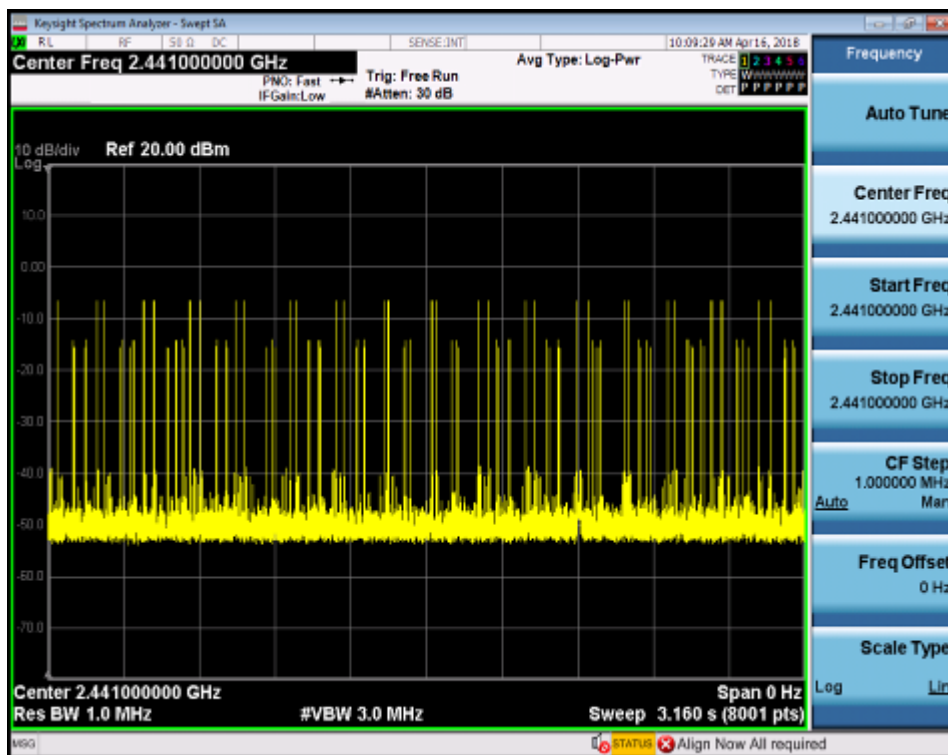 Keysight Spectrum Analyzer - Swept SA
RL RF 50 Ω DC SENSE:INT 10:09:29 AM Apr 16, 2018
Center Freq 2.441000000 GHz Avg Type: Log-Pwr TRACE 1 2 3 4 5 6
PNO: Fast Trig: Free Run TYPE W W W W W W
IFGain:Low #Atten: 30 dB DET P P P P P P
10 dB/div Ref 20.00 dBm
Log
10.0
0.00
-10.0
-20.0
-30.0
-40.0
-50.0
-60.0
-70.0
Center 2.441000000 GHz Span 0 Hz
Res BW 1.0 MHz #VBW 3.0 MHz Sweep 3.160 s (8001 pts)
MSG STATUS Align Now All required
Frequency
Auto Tune
Center Freq
2.441000000 GHz
Start Freq
2.441000000 GHz
Stop Freq
2.441000000 GHz
CF Step
1.000000 MHz
Auto Man
Freq Offset
0 Hz
Scale Type
Log Lin